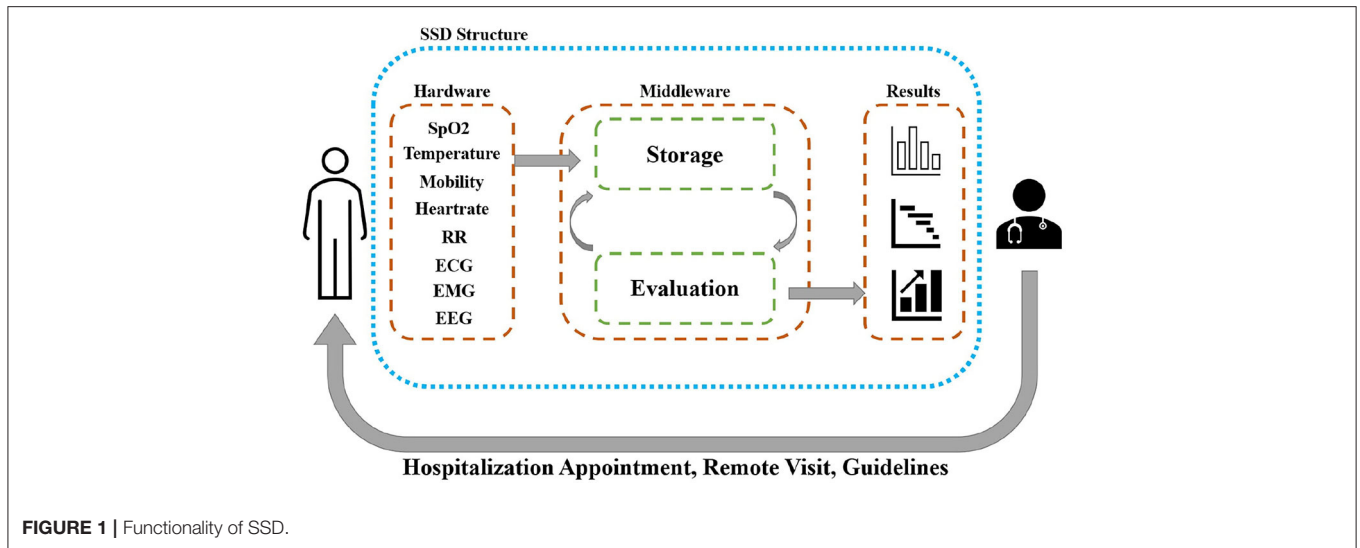 SSD Structure
Hardware
Middleware
Results
SpO2
Temperature
Mobility
Heartrate
RR
ECG
EMG
EEG
Storage
Evaluation
Hospitalization Appointment, Remote Visit, Guidelines
FIGURE 1 | Functionality of SSD.